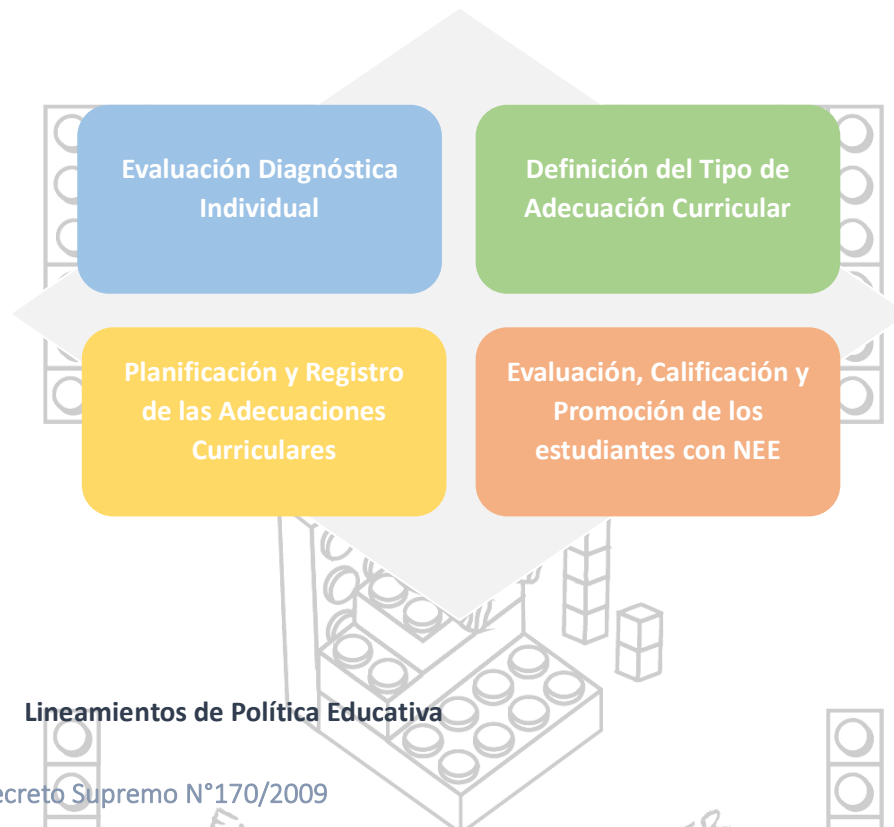 Evaluación Diagnóstica
Individual
Definición del Tipo de
Adecuación Curricular
Planificación y Registro
de las Adecuaciones
Curriculares
Evaluación, Calificación y
Promoción de los
estudiantes con NEE
Lineamientos de Política Educativa
ecreto Supremo N°170/2009